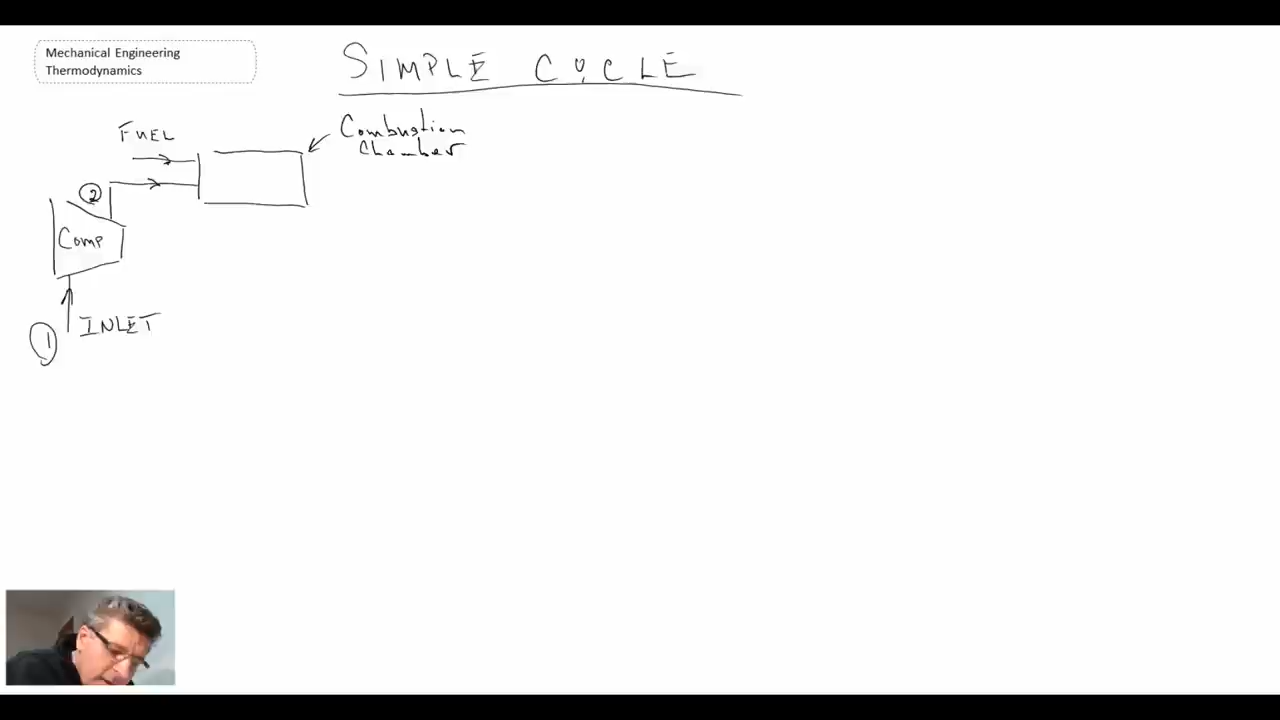 Mechanical Engineering
Thermodynamics
SIMPLE CYCLE
FUEL
Combustion
Chamber
2
Comp
INLET
1